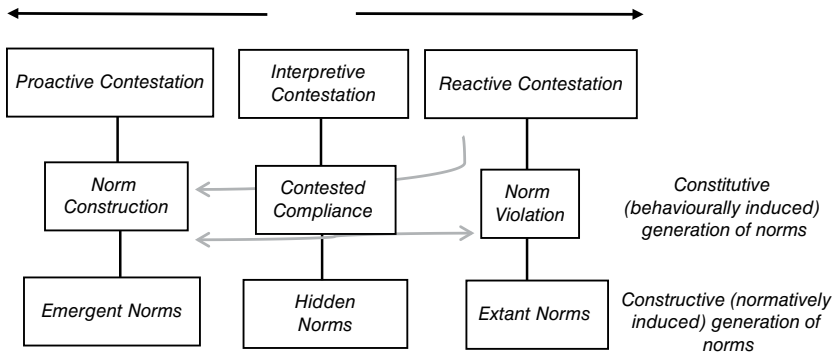 Proactive Contestation
Interpretive
Contestation
Reactive Contestation
Norm
Construction
Contested
Compliance
Norm
Violation
Constitutive
(behaviourally induced)
generation of norms
Emergent Norms
Hidden
Norms
Extant Norms
Constructive (normatively
induced) generation of
norms